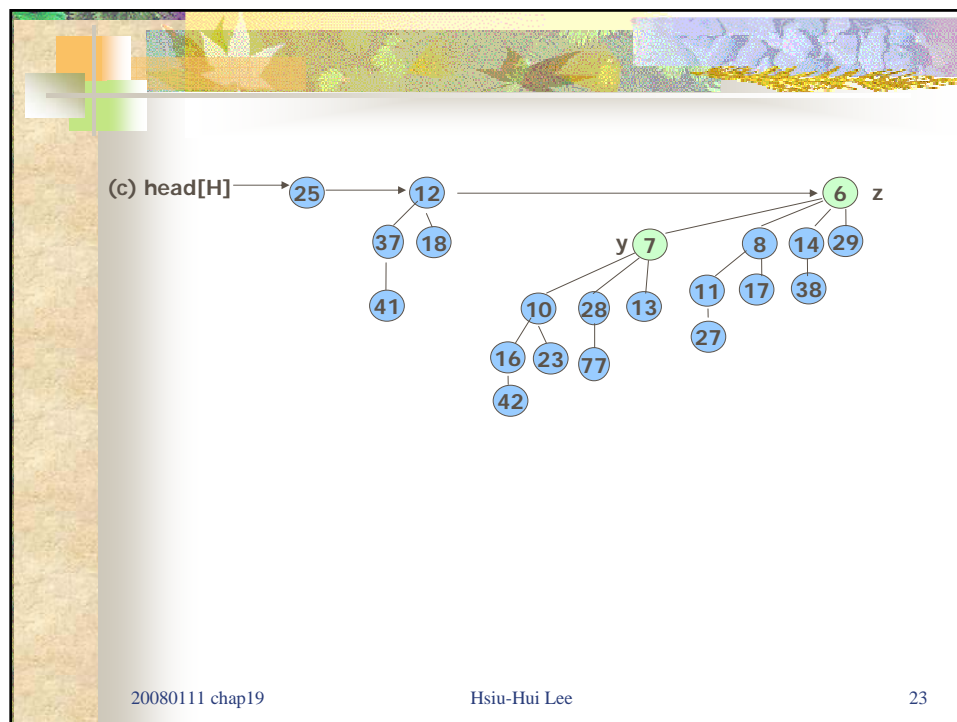 (c) head[H] 25 12 6 z
37 18 y 7 8 14 29
41 10 28 13 11 17 38
16 23 77 27
42
20080111 chap19 Hsiu-Hui Lee 23